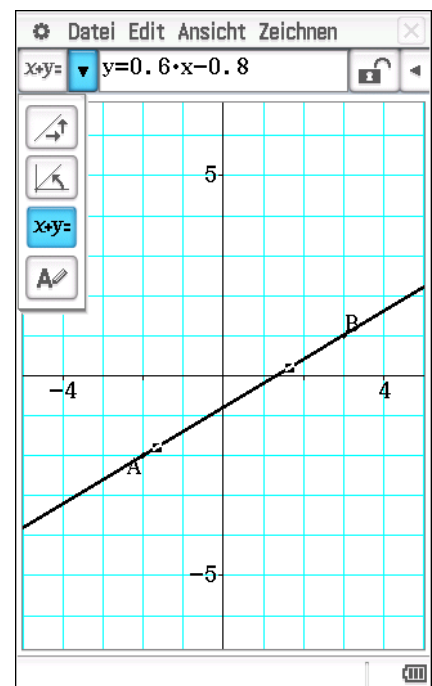 Datei Edit Ansicht Zeichnen
x+y= y=0.6·x−0.8
x+y=
A
5
B
−4
4
A
−5